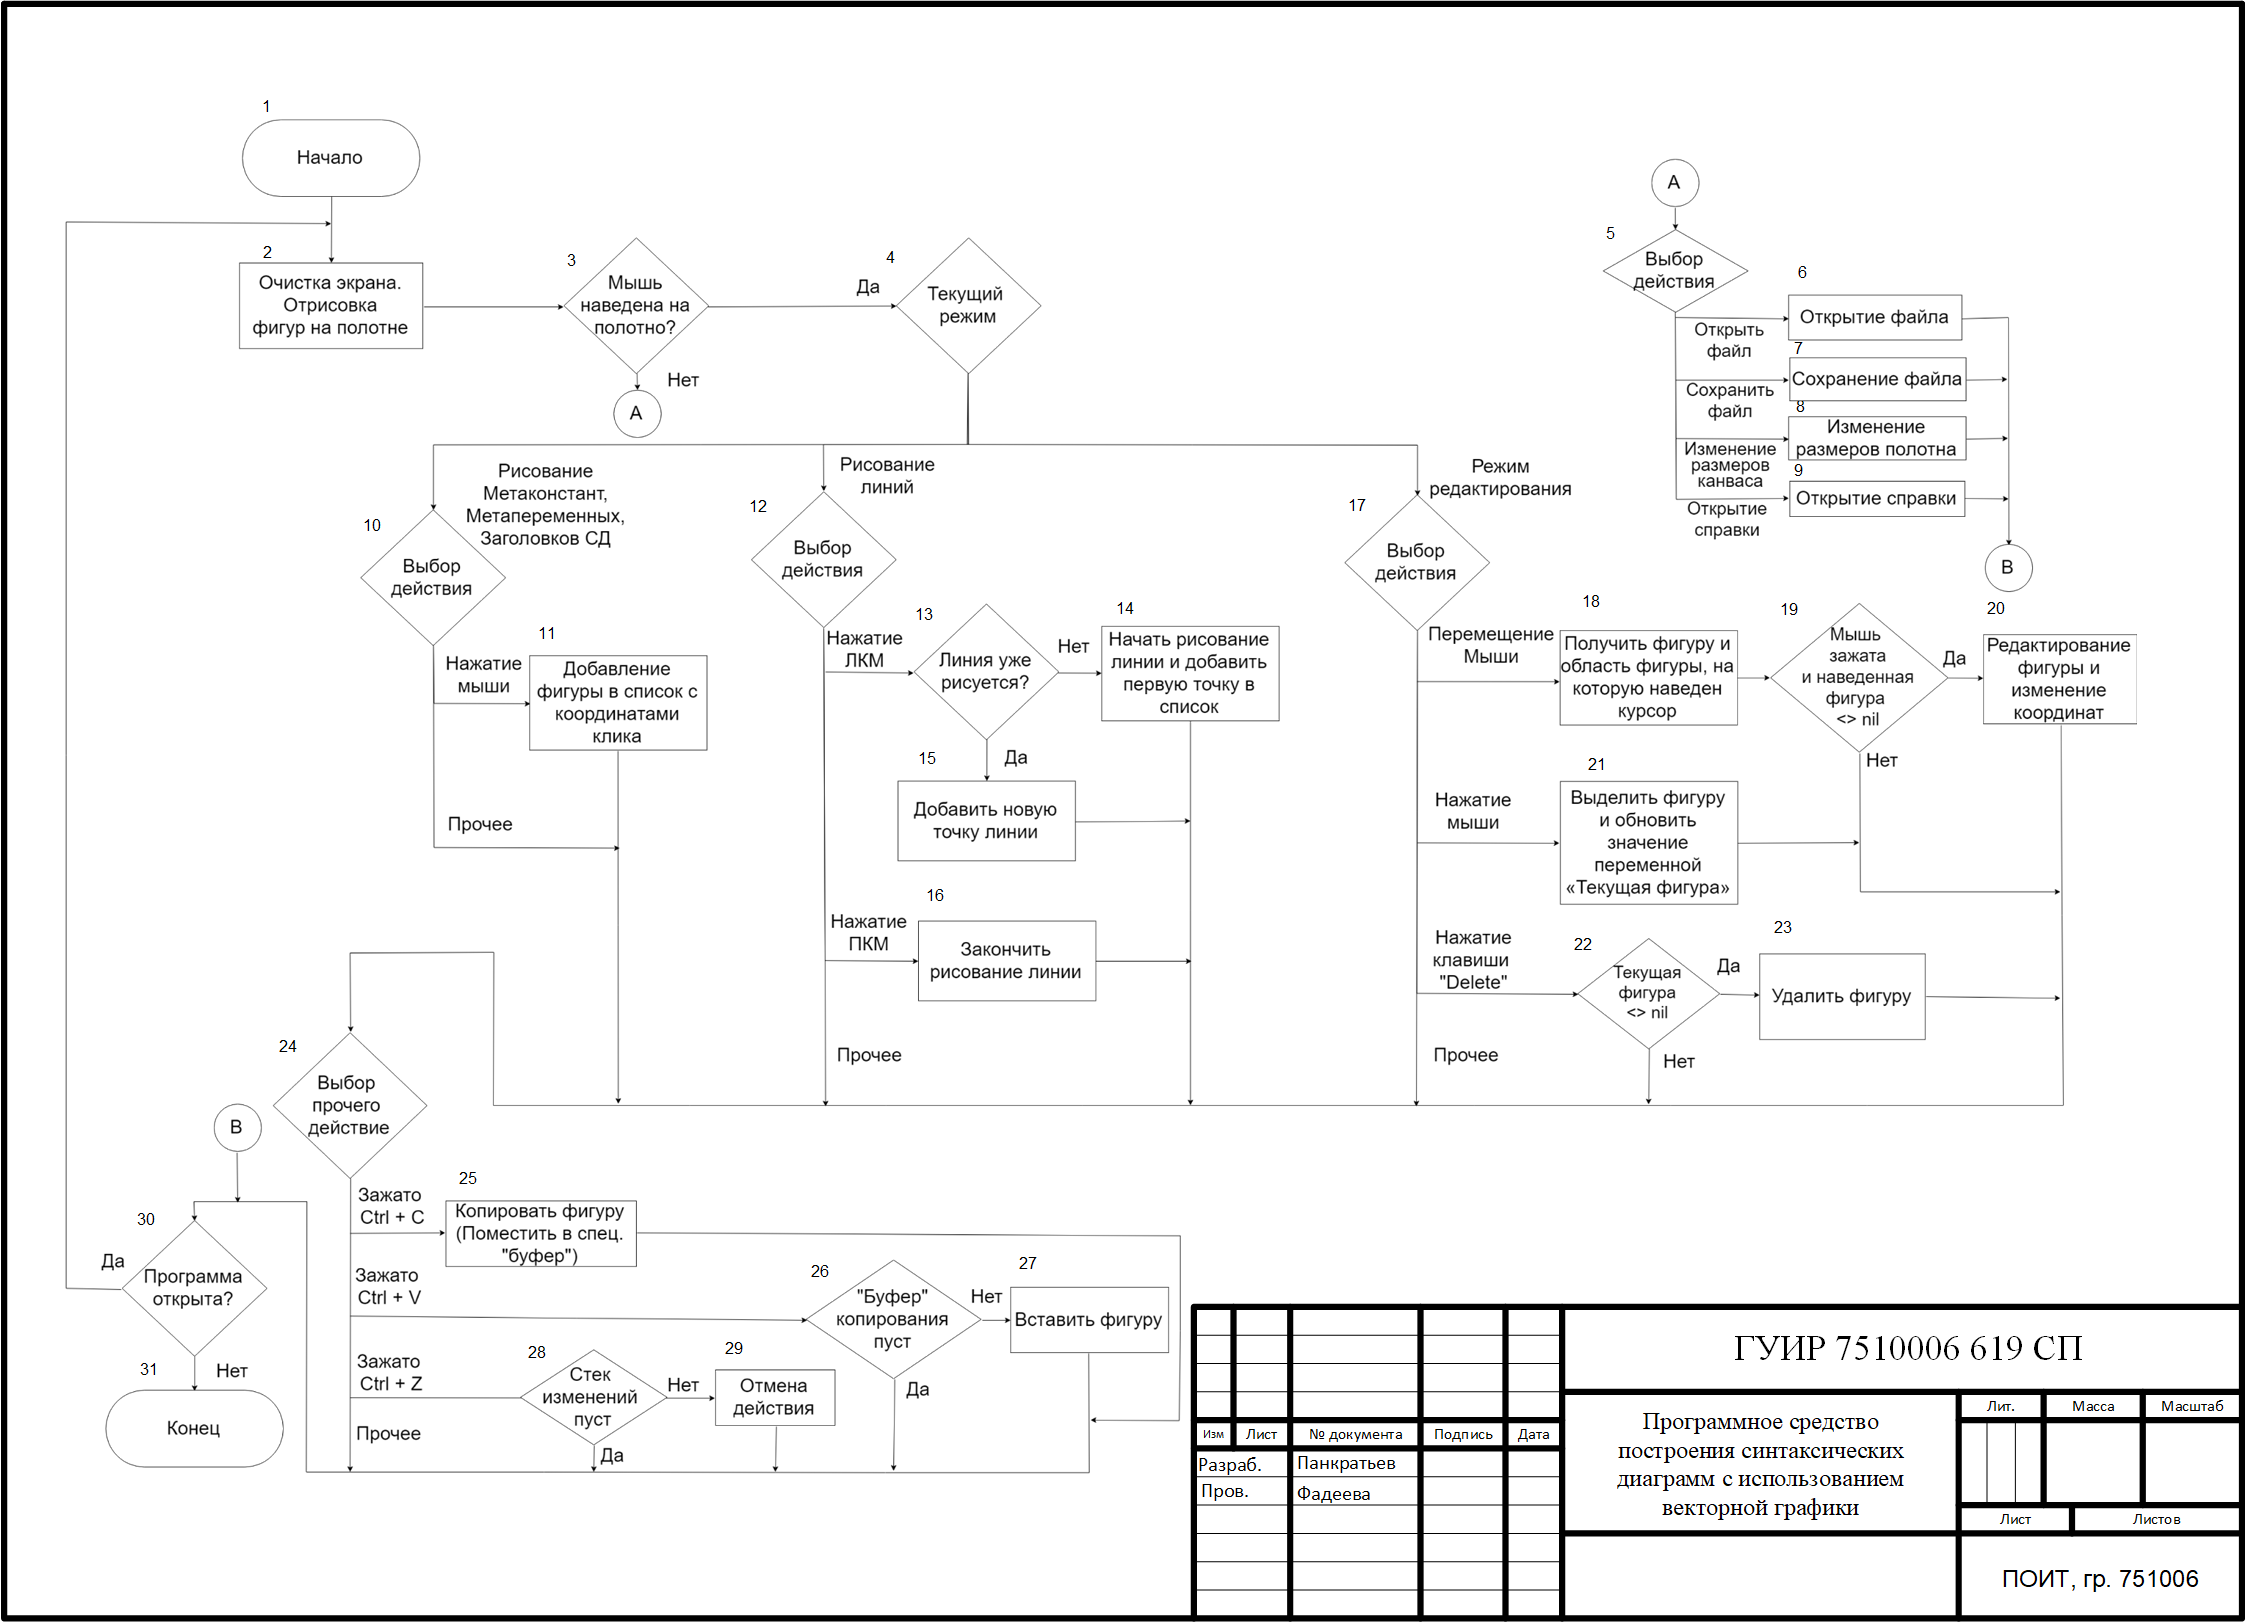 1
Начало
2
Очистка экрана.
Отрисовка
фигур на полотне
3
Мышь
наведена на
полотно?
Да
Нет
А
4
Текущий
режим
А
5
Выбор
действия
6
Открытие файла
Открыть
файл
7
Сохранение файла
Сохранить
файл
8
Изменение
размеров полотна
Изменение
размеров
канваса
9
Открытие справки
Открытие
справки
В
Рисование
Метаконстант,
Метапеременных,
Заголовков СД
10
Выбор
действия
Нажатие
мыши
11
Добавление
фигуры в список с
координатами
клика
Прочее
Рисование
линий
12
Выбор
действия
Нажатие
ЛКМ
13
Линия уже
рисуется?
Нет
14
Начать рисование
линии и добавить
первую точку в
список
Да
15
Добавить новую
точку линии
Нажатие
ПКМ
16
Закончить
рисование линии
Прочее
Режим
редактирования
17
Выбор
действия
Перемещение
Мыши
18
Получить фигуру и
область фигуры, на
которую наведен
курсор
19
Мышь
зажата
и наведенная
фигура
<> nil
Да
20
Редактирование
фигуры и
изменение
координат
Нет
Нажатие
мыши
21
Выделить фигуру
и обновить
значение
переменной
«Текущая фигура»
Нажатие
клавиши
"Delete"
22
Текущая
фигура
<> nil
Да
23
Удалить фигуру
Нет
Прочее
24
Выбор
прочего
действие
В
Зажато
Ctrl + C
25
Копировать фигуру
(Поместить в спец.
"буфер")
Зажато
Ctrl + V
26
"Буфер"
копирования
пуст
Нет
27
Вставить фигуру
Да
Зажато
Ctrl + Z
28
Стек
изменений
пуст
Нет
29
Отмена
действия
Да
Прочее
30
Да
Программа
открыта?
Нет
31
Конец
ГУИР 7510006 619 СП
Изм
Лист
№ документа
Подпись
Дата
Разраб.
Панкратьев
Пров.
Фадеева
Программное средство
построения синтаксических
диаграмм с использованием
векторной графики
Лит.
Масса
Масштаб
Лист
Листов
ПОИТ, гр. 751006